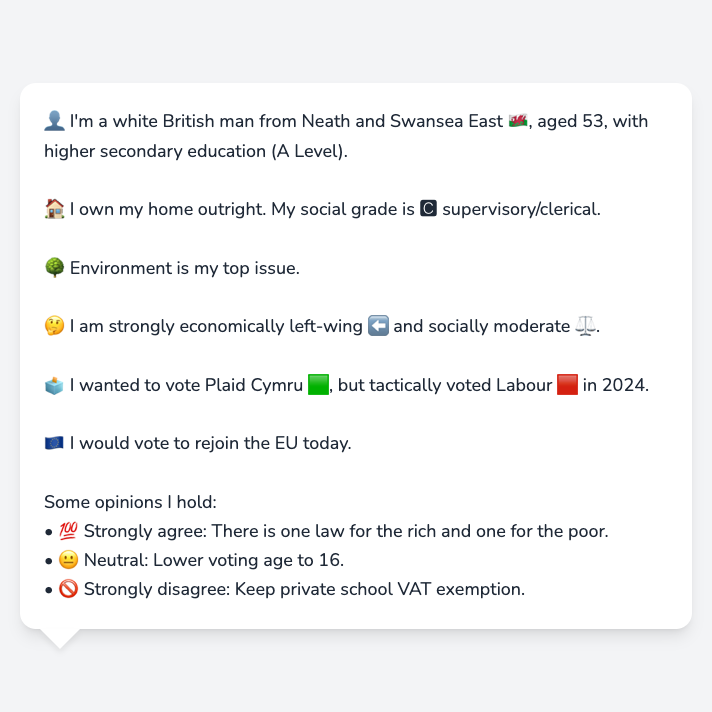 👤 I'm a white British man from Neath and Swansea East 🏴󠁧󠁢󠁷󠁬󠁳󠁿, aged 53, with
higher secondary education (A Level).
🏠 I own my home outright. My social grade is 🅲 supervisory/clerical.
🌳 Environment is my top issue.
🤔 I am strongly economically left-wing ⬅️ and socially moderate ⚖️.
🗳️ I wanted to vote Plaid Cymru 🟩, but tactically voted Labour 🟥 in 2024.
🇪🇺 I would vote to rejoin the EU today.
Some opinions I hold:
• 💯 Strongly agree: There is one law for the rich and one for the poor.
• 😐 Neutral: Lower voting age to 16.
• 🚫 Strongly disagree: Keep private school VAT exemption.